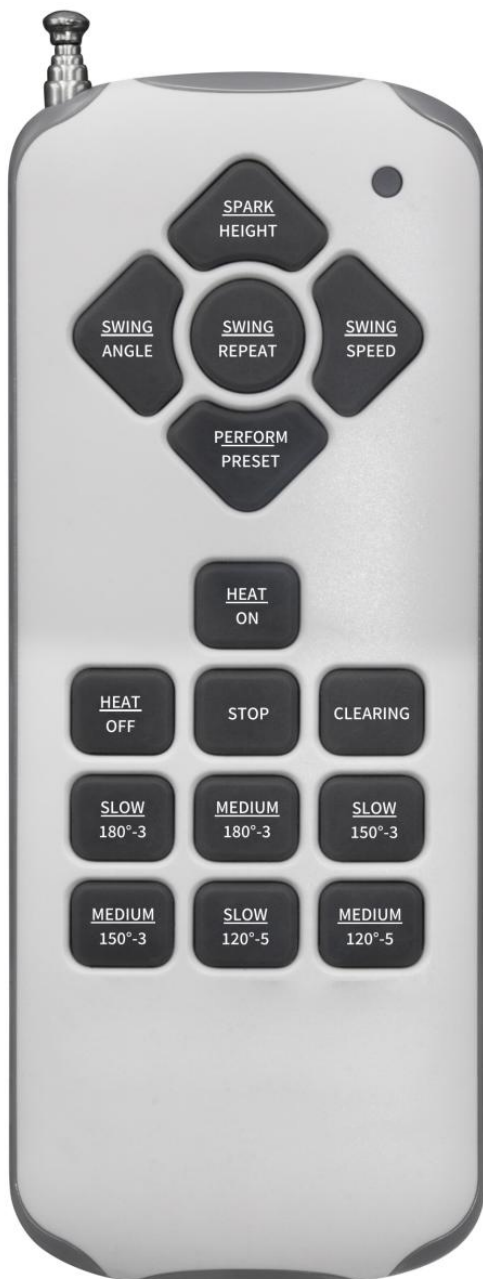 SPARK
HEIGHT
SWING
ANGLE
SWING
REPEAT
SWING
SPEED
PERFORM
PRESET
HEAT
ON
HEAT
OFF
STOP
CLEARING
SLOW
180°-3
MEDIUM
180°-3
SLOW
150°-3
MEDIUM
150°-3
SLOW
120°-5
MEDIUM
120°-5